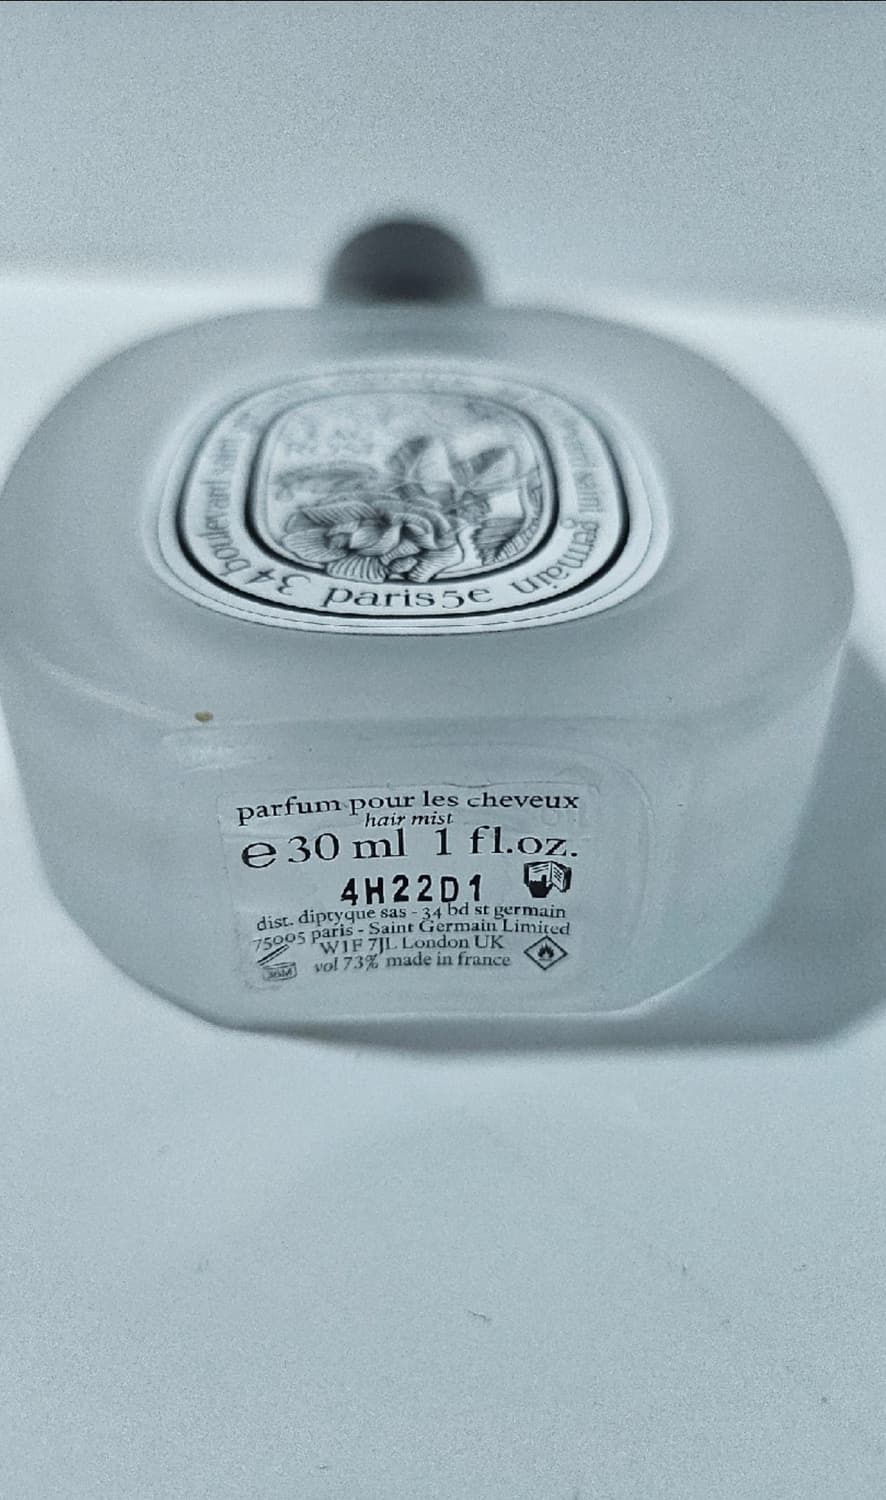 34 boulevard saint germain paris5e
parfum pour les cheveux
hair mist
e 30 ml 1 fl.oz.
4H22D1
dist. diptyque sas - 34 bd st germain
75005 paris - Saint Germain Limited
W1F 7JL London UK
36M
vol 73% made in france